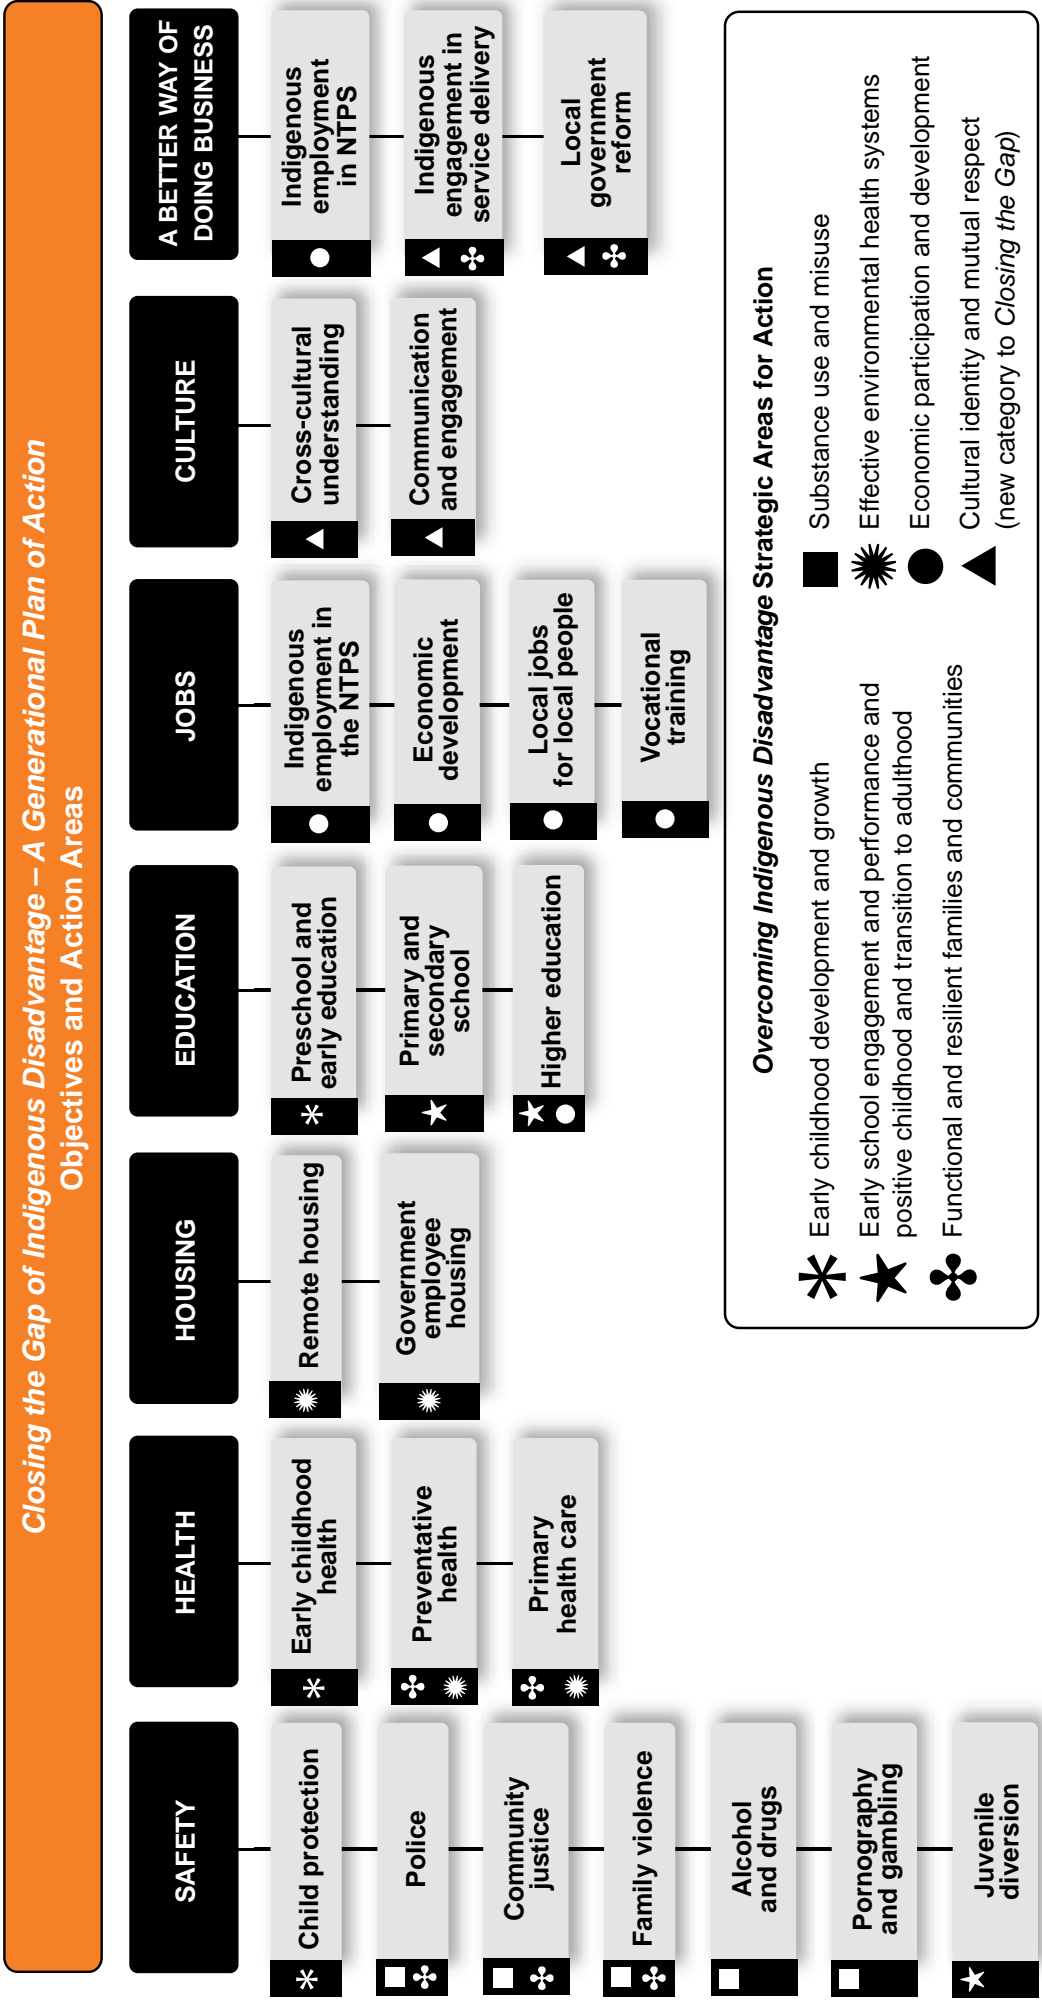 Closing the Gap of Indigenous Disadvantage – A Generational Plan of Action
Objectives and Action Areas
SAFETY
Child protection
Police
Community
justice
Family violence
Alcohol
and drugs
Pornography
and gambling
Juvenile
diversion
HEALTH
Early childhood
health
Preventative
health
Primary
health care
HOUSING
Remote housing
Government
employee
housing
EDUCATION
Preschool and
early education
Primary and
secondary
school
Higher education
JOBS
Indigenous
employment in
the NTPS
Economic
development
Local jobs
for local people
Vocational
training
CULTURE
Cross-cultural
understanding
Communication
and engagement
A BETTER WAY OF
DOING BUSINESS
Indigenous
employment
in NTPS
Indigenous
engagement in
service delivery
Local
government
reform
Overcoming Indigenous Disadvantage Strategic Areas for Action
Early childhood development and growth
Early school engagement and performance and
positive childhood and transition to adulthood
Functional and resilient families and communities
Substance use and misuse
Effective environmental health systems
Economic participation and development
Cultural identity and mutual respect
(new category to Closing the Gap)